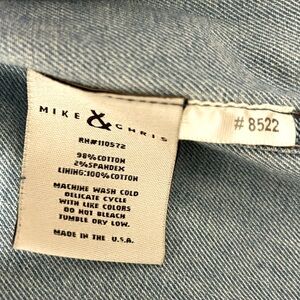 MIKE & CHRIS
RN#110572
98% COTTON
2% SPANDEX
LINING:100% COTTON
MACHINE WASH COLD
DELICATE CYCLE
WITH LIKE COLORS
DO NOT BLEACH
TUMBLE DRY LOW.
MADE IN THE U.S.A.
# 8522